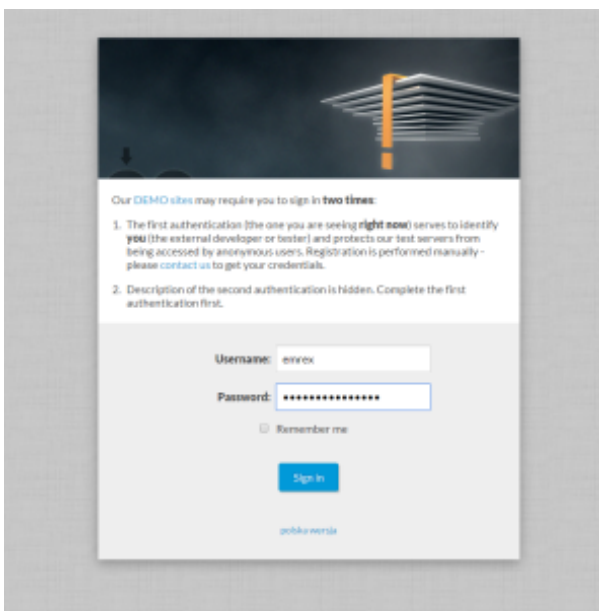 Our DEMO sites may require you to sign in two times:
1. The first authentication (the one you are seeing right now) serves to identify
you (the external developer or tester) and protects our test servers from
being accessed by anonymous users. Registration is performed manually -
please contact us to get your credentials.
2. Description of the second authentication is hidden. Complete the first
authentication first.
Username: emrex
Password: •••••••••••••••
Remember me
Sign in
polska wersja